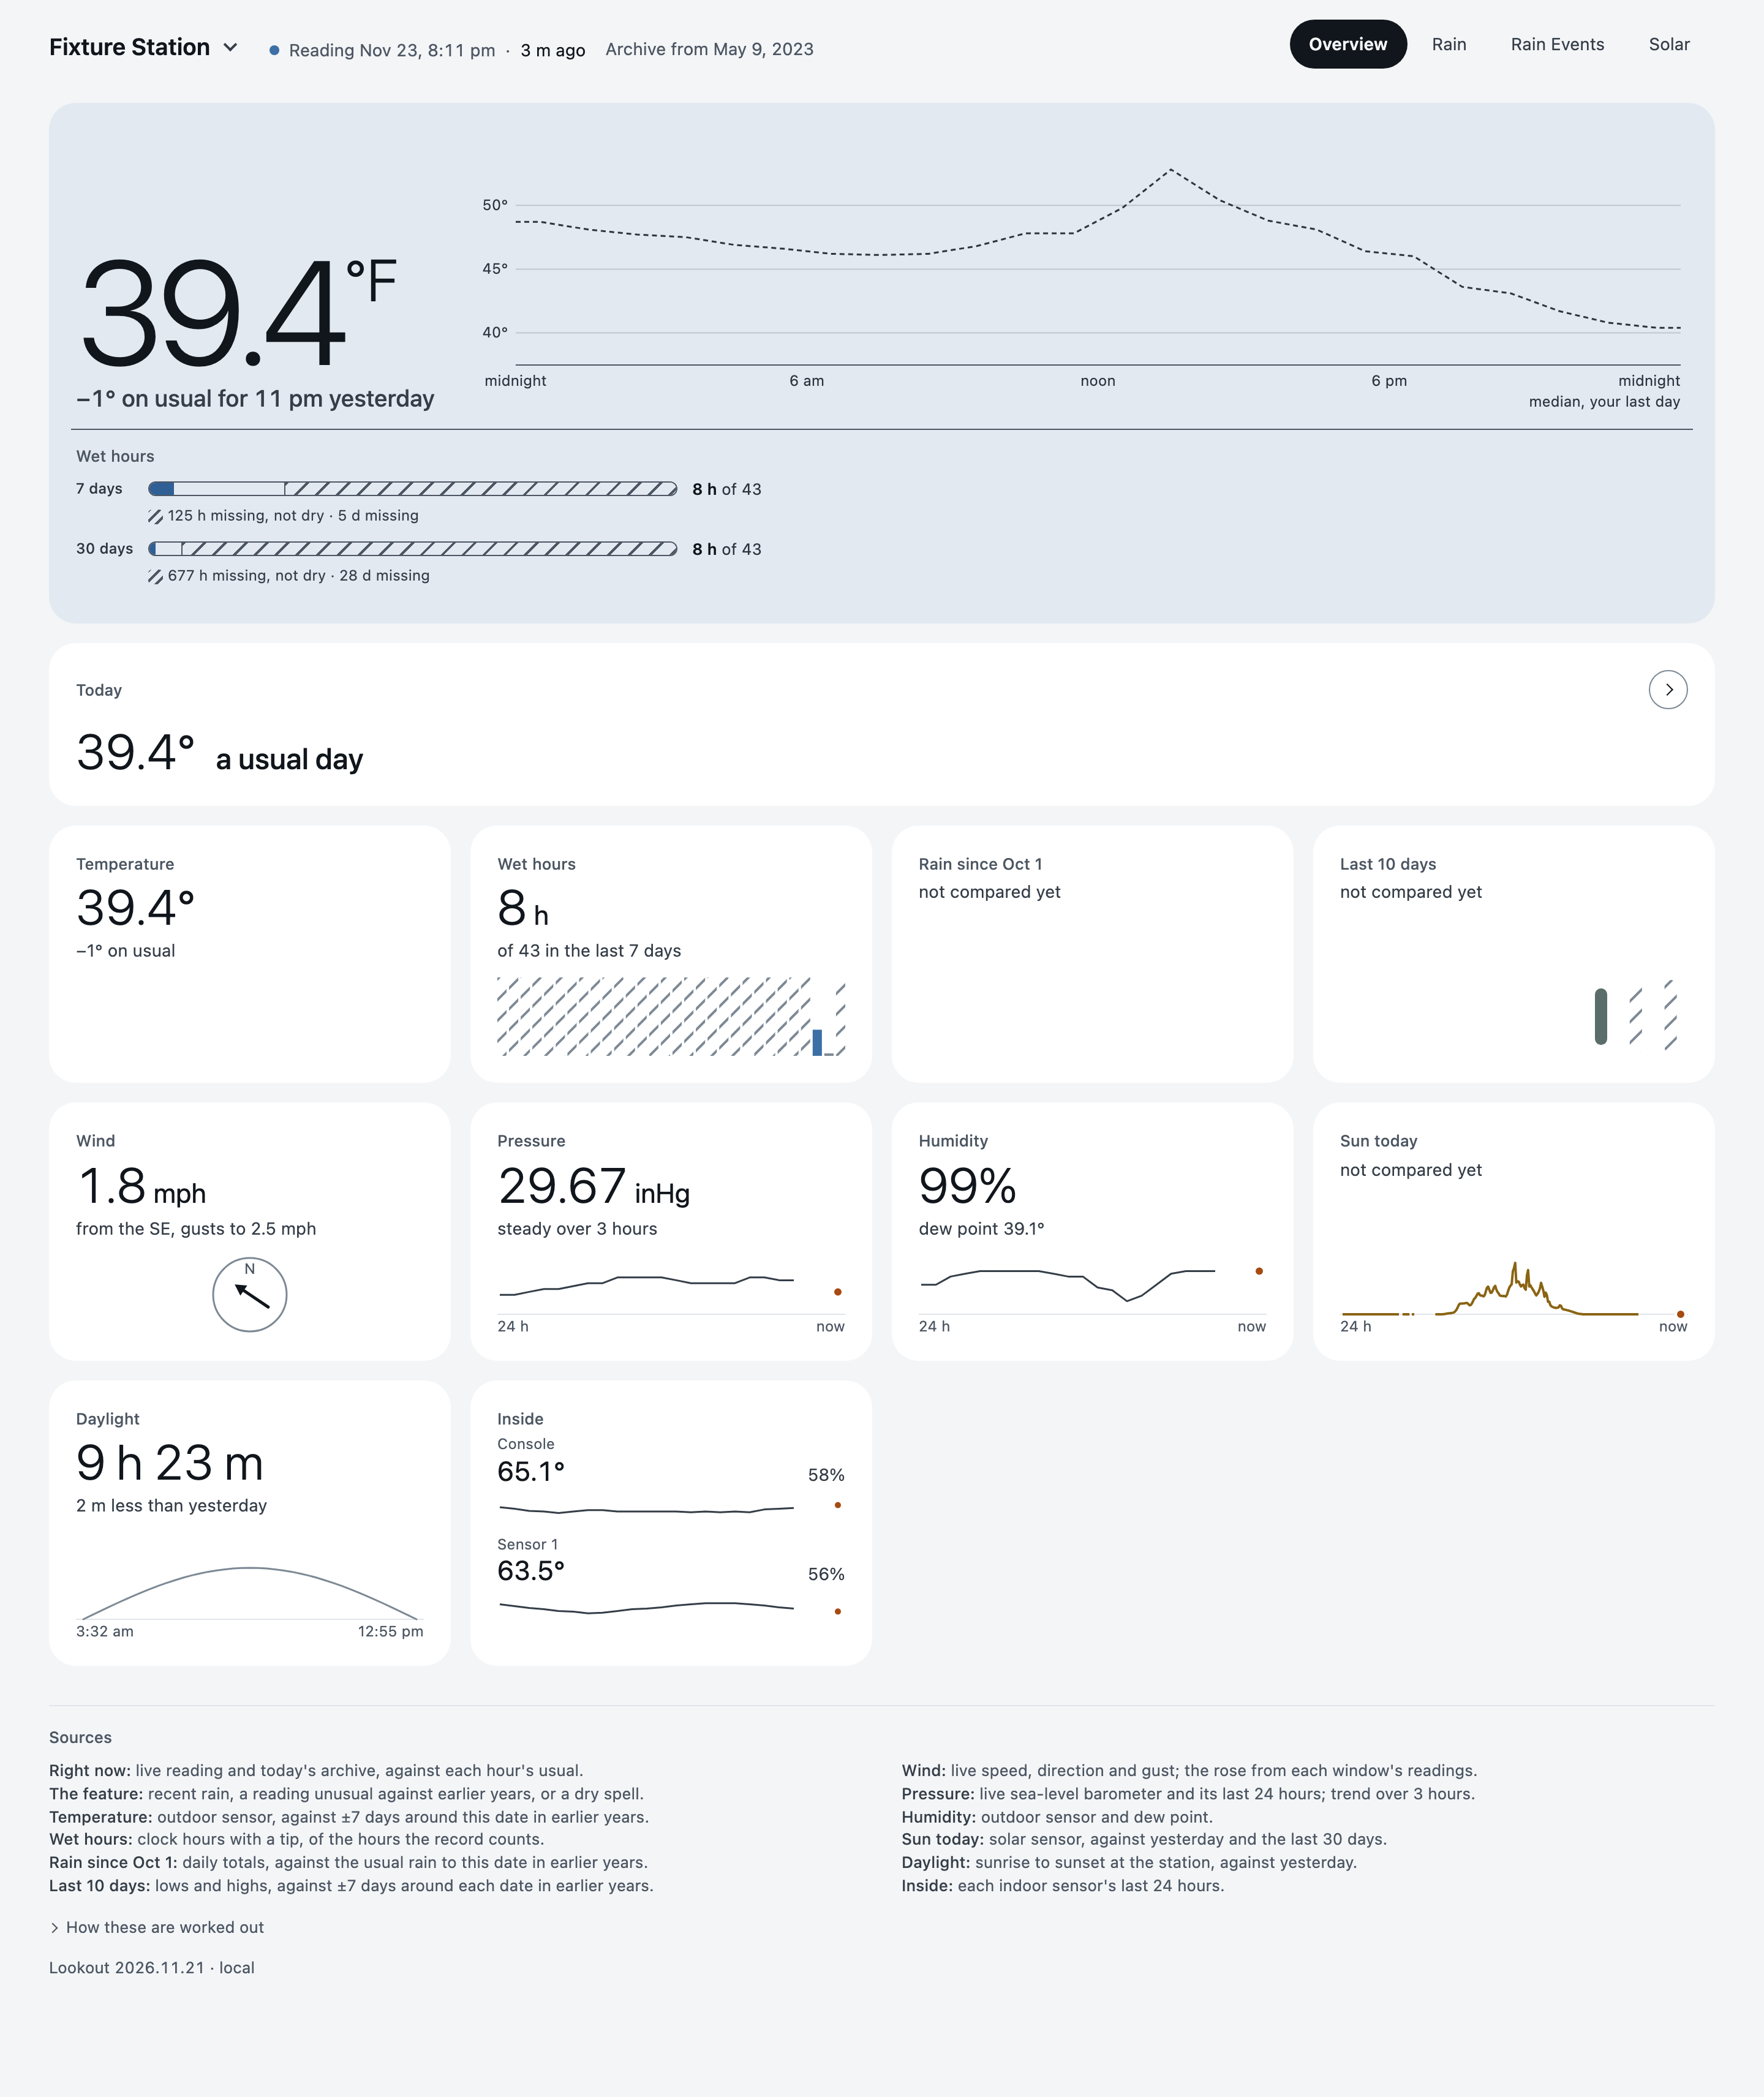 Fixture Station
Reading Nov 23, 8:11 pm · 3 m ago Archive from May 9, 2023
Overview Rain Rain Events Solar
50°
45°
40°
39.4°F
–1° on usual for 11 pm yesterday
midnight 6 am noon 6 pm midnight
median, your last day
Wet hours
7 days 8 h of 43
125 h missing, not dry · 5 d missing
30 days 8 h of 43
677 h missing, not dry · 28 d missing
Today
39.4° a usual day
Temperature
39.4°
–1° on usual
Wet hours
8 h
of 43 in the last 7 days
Rain since Oct 1
not compared yet
Last 10 days
not compared yet
Wind
1.8 mph
from the SE, gusts to 2.5 mph
N
Pressure
29.67 inHg
steady over 3 hours
24 h now
Humidity
99%
dew point 39.1°
24 h now
Sun today
not compared yet
24 h now
Daylight
9 h 23 m
2 m less than yesterday
3:32 am 12:55 pm
Inside
Console
65.1° 58%
Sensor 1
63.5° 56%
Sources
Right now: live reading and today's archive, against each hour's usual.
The feature: recent rain, a reading unusual against earlier years, or a dry spell.
Temperature: outdoor sensor, against ±7 days around this date in earlier years.
Wet hours: clock hours with a tip, of the hours the record counts.
Rain since Oct 1: daily totals, against the usual rain to this date in earlier years.
Last 10 days: lows and highs, against ±7 days around each date in earlier years.
Wind: live speed, direction and gust; the rose from each window's readings.
Pressure: live sea-level barometer and its last 24 hours; trend over 3 hours.
Humidity: outdoor sensor and dew point.
Sun today: solar sensor, against yesterday and the last 30 days.
Daylight: sunrise to sunset at the station, against yesterday.
Inside: each indoor sensor's last 24 hours.
How these are worked out
Lookout 2026.11.21 · local